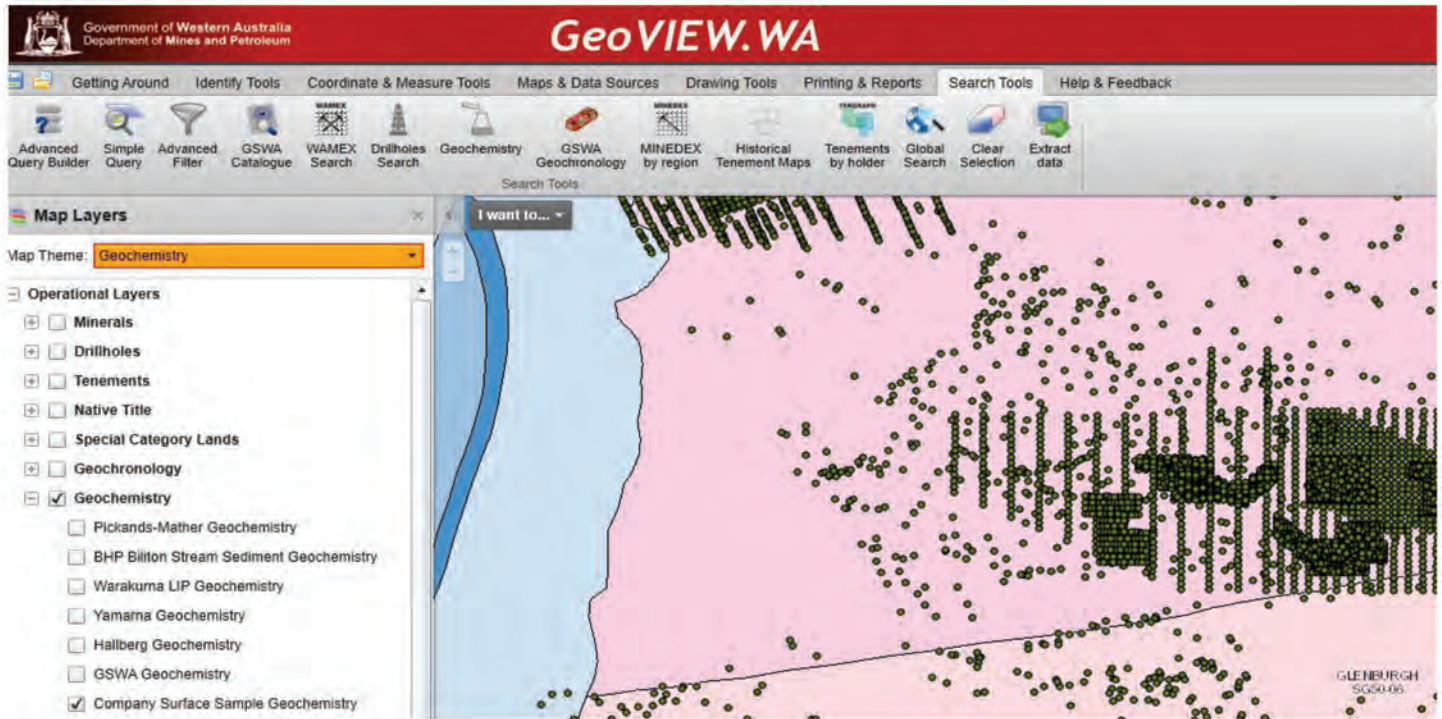 Government of Western Australia
Department of Mines and Petroleum
GeoVIEW.WA
Getting Around Identify Tools Coordinate & Measure Tools Maps & Data Sources Drawing Tools Printing & Reports Search Tools Help & Feedback
WAMEX MINEDEX TENGRAPH
Advanced Query Builder
Simple Query
Advanced Filter
GSWA Catalogue
WAMEX Search
Drillholes Search
Geochemistry
GSWA Geochronology
MINEDEX by region
Historical Tenement Maps
Tenements by holder
Global Search
Clear Selection
Extract data
Search Tools
Map Layers
I want to...
Map Theme: Geochemistry
Operational Layers
Minerals
Drillholes
Tenements
Native Title
Special Category Lands
Geochronology
Geochemistry
Pickands-Mather Geochemistry
BHP Billiton Stream Sediment Geochemistry
Warakurna LIP Geochemistry
Yamarna Geochemistry
Hallberg Geochemistry
GSWA Geochemistry
Company Surface Sample Geochemistry
GLENBURGH
SG50-06